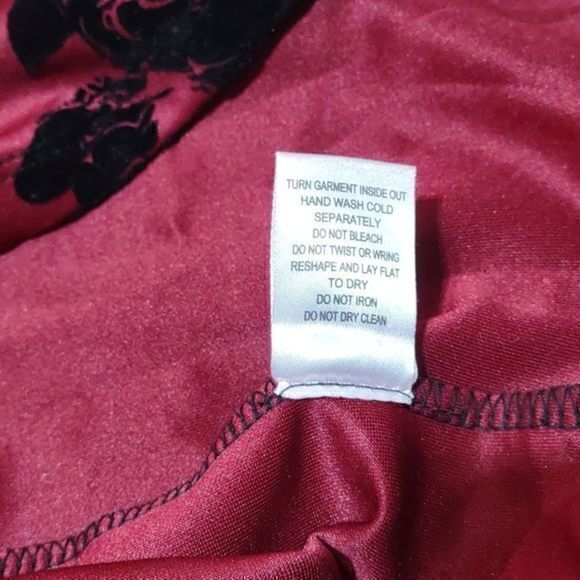 TURN GARMENT INSIDE OUT
HAND WASH COLD
SEPARATELY
DO NOT BLEACH
DO NOT TWIST OR WRING
RESHAPE AND LAY FLAT
TO DRY
DO NOT IRON
DO NOT DRY CLEAN